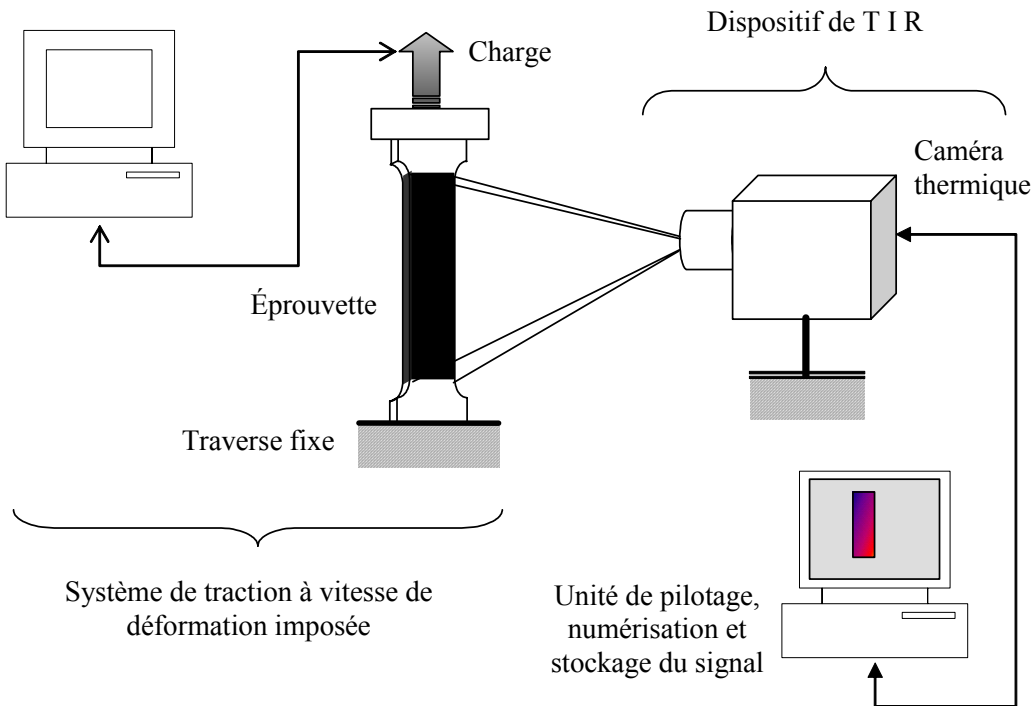 Dispositif de T I R
Charge
Caméra
thermique
Éprouvette
Traverse fixe
Système de traction à vitesse de
déformation imposée
Unité de pilotage,
numérisation et
stockage du signal